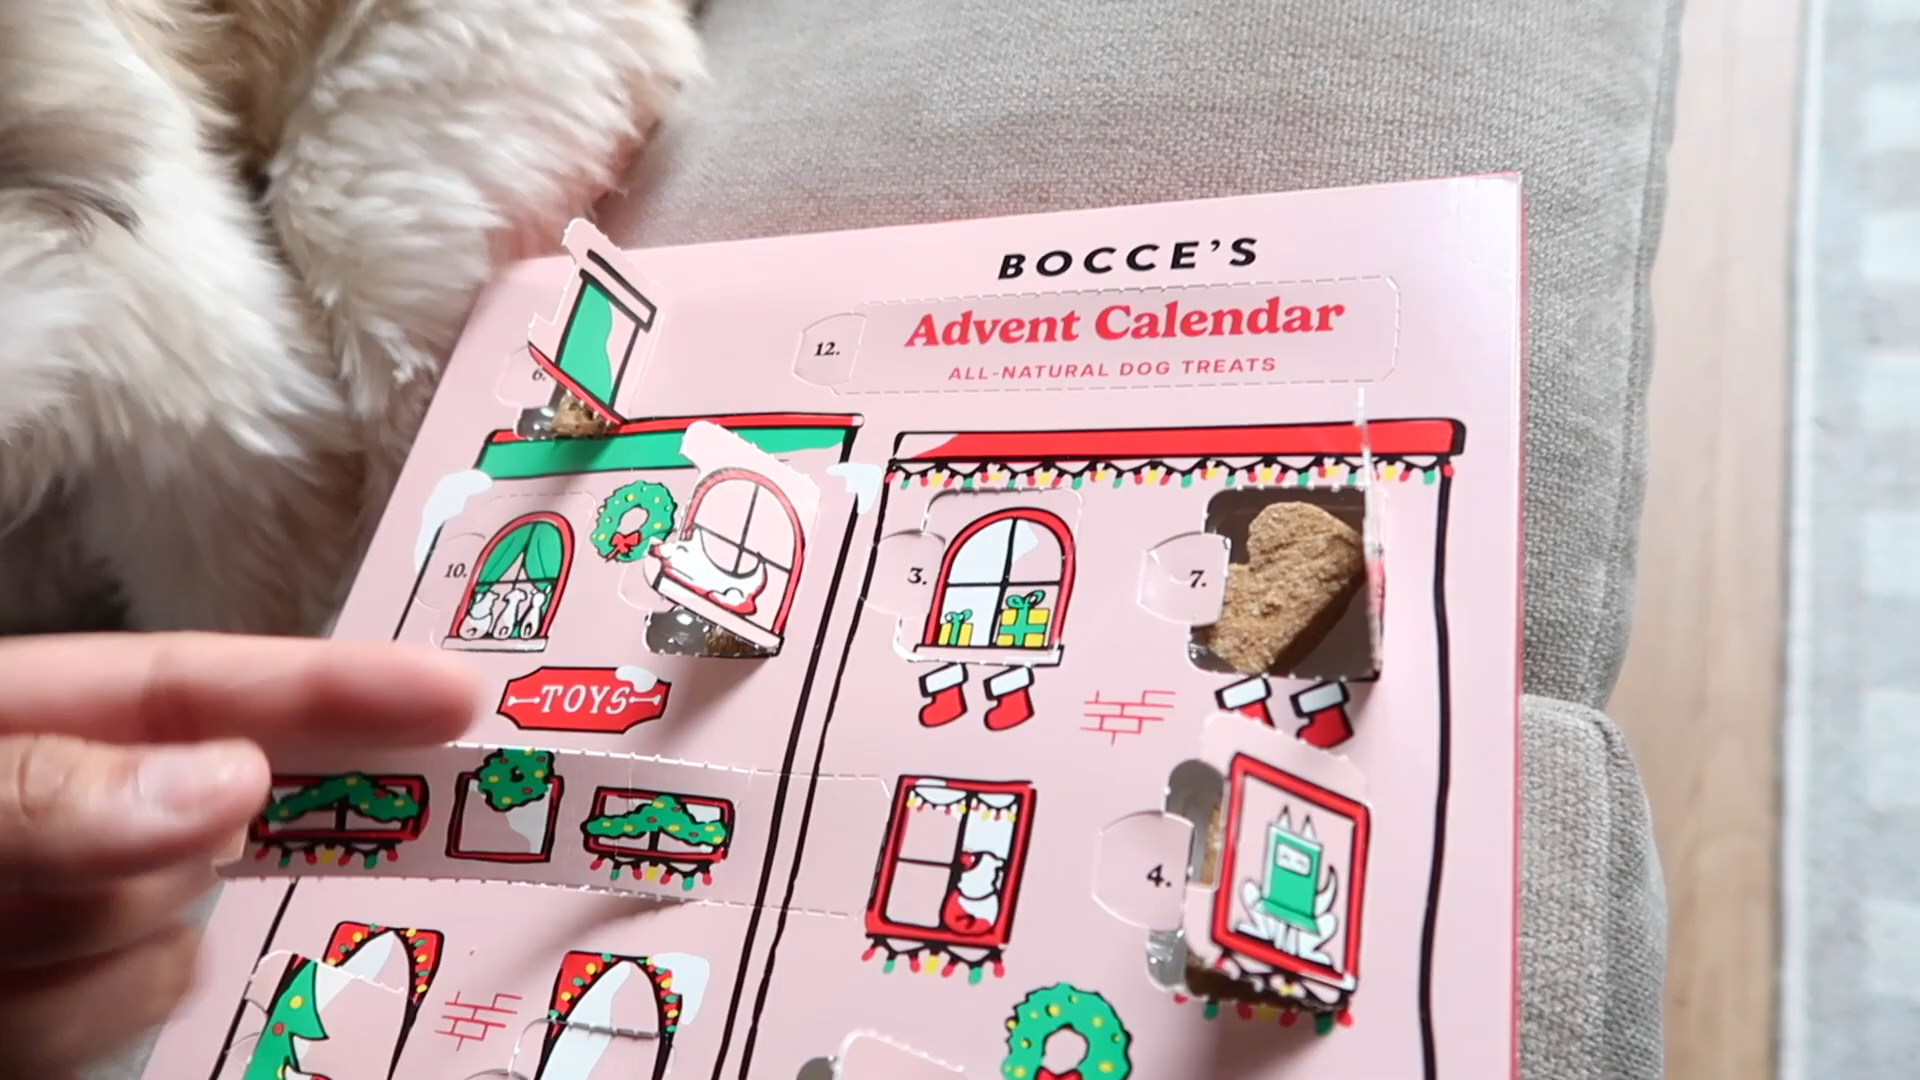 BOCCE'S
Advent Calendar
ALL-NATURAL DOG TREATS
12.
6.
10.
3.
7.
TOYS
4.